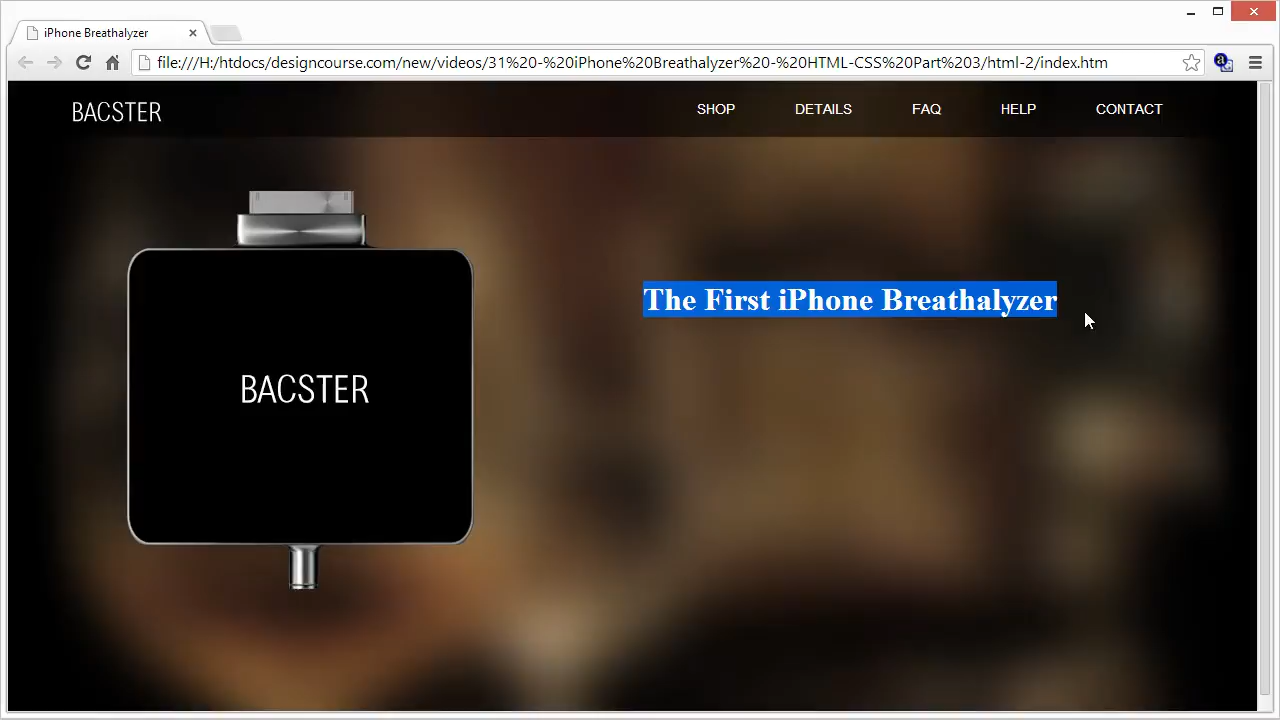 iPhone Breathalyzer
file:///H:/htdocs/designcourse.com/new/videos/31%20-%20iPhone%20Breathalyzer%20-%20HTML-CSS%20Part%203/html-2/index.htm
BACSTER
SHOP
DETAILS
FAQ
HELP
CONTACT
The First iPhone Breathalyzer
BACSTER